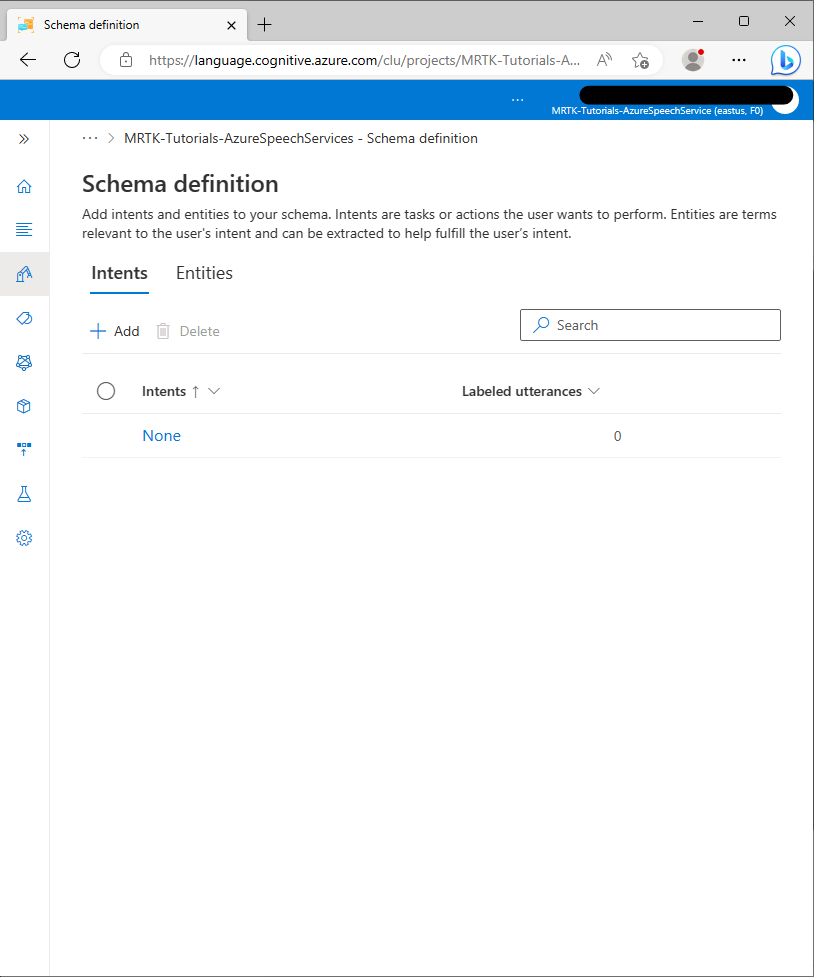 Schema definition
https://language.cognitive.azure.com/clu/projects/MRTK-Tutorials-A...
MRTK-Tutorials-AzureSpeechService (eastus, F0)
··· > MRTK-Tutorials-AzureSpeechServices - Schema definition
Schema definition
Add intents and entities to your schema. Intents are tasks or actions the user wants to perform. Entities are terms
relevant to the user's intent and can be extracted to help fulfill the user’s intent.
Intents Entities
Add Delete Search
Intents ↑ Labeled utterances
None 0